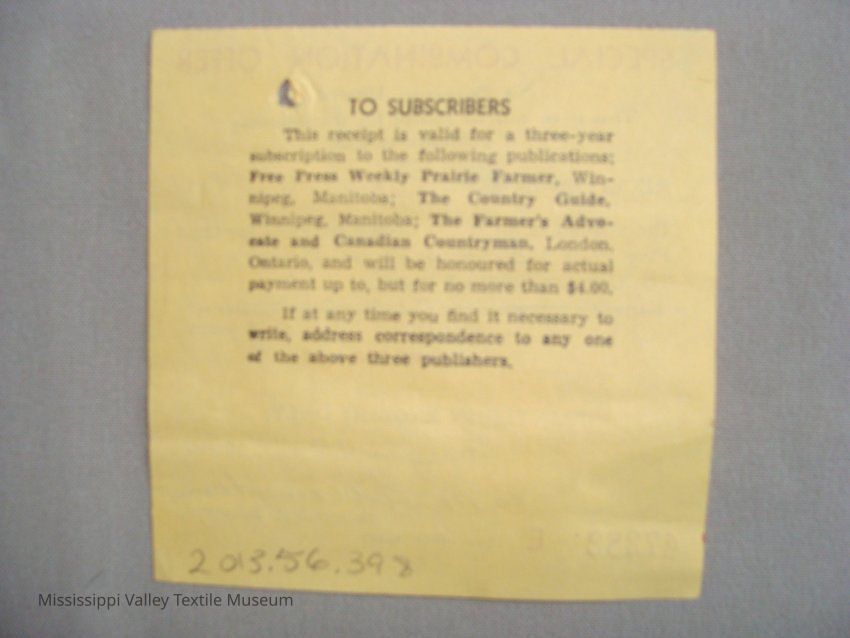 TO SUBSCRIBERS
This receipt is valid for a three-year
subscription to the following publications;
Free Press Weekly Prairie Farmer, Win-
nipeg, Manitoba; The Country Guide,
Winnipeg, Manitoba; The Farmer's Advo-
cate and Canadian Countryman, London,
Ontario, and will be honoured for actual
payment up to, but for no more than $4.00.
If at any time you find it necessary to
write, address correspondence to any one
of the above three publishers.
2013.56.398
Mississippi Valley Textile Museum